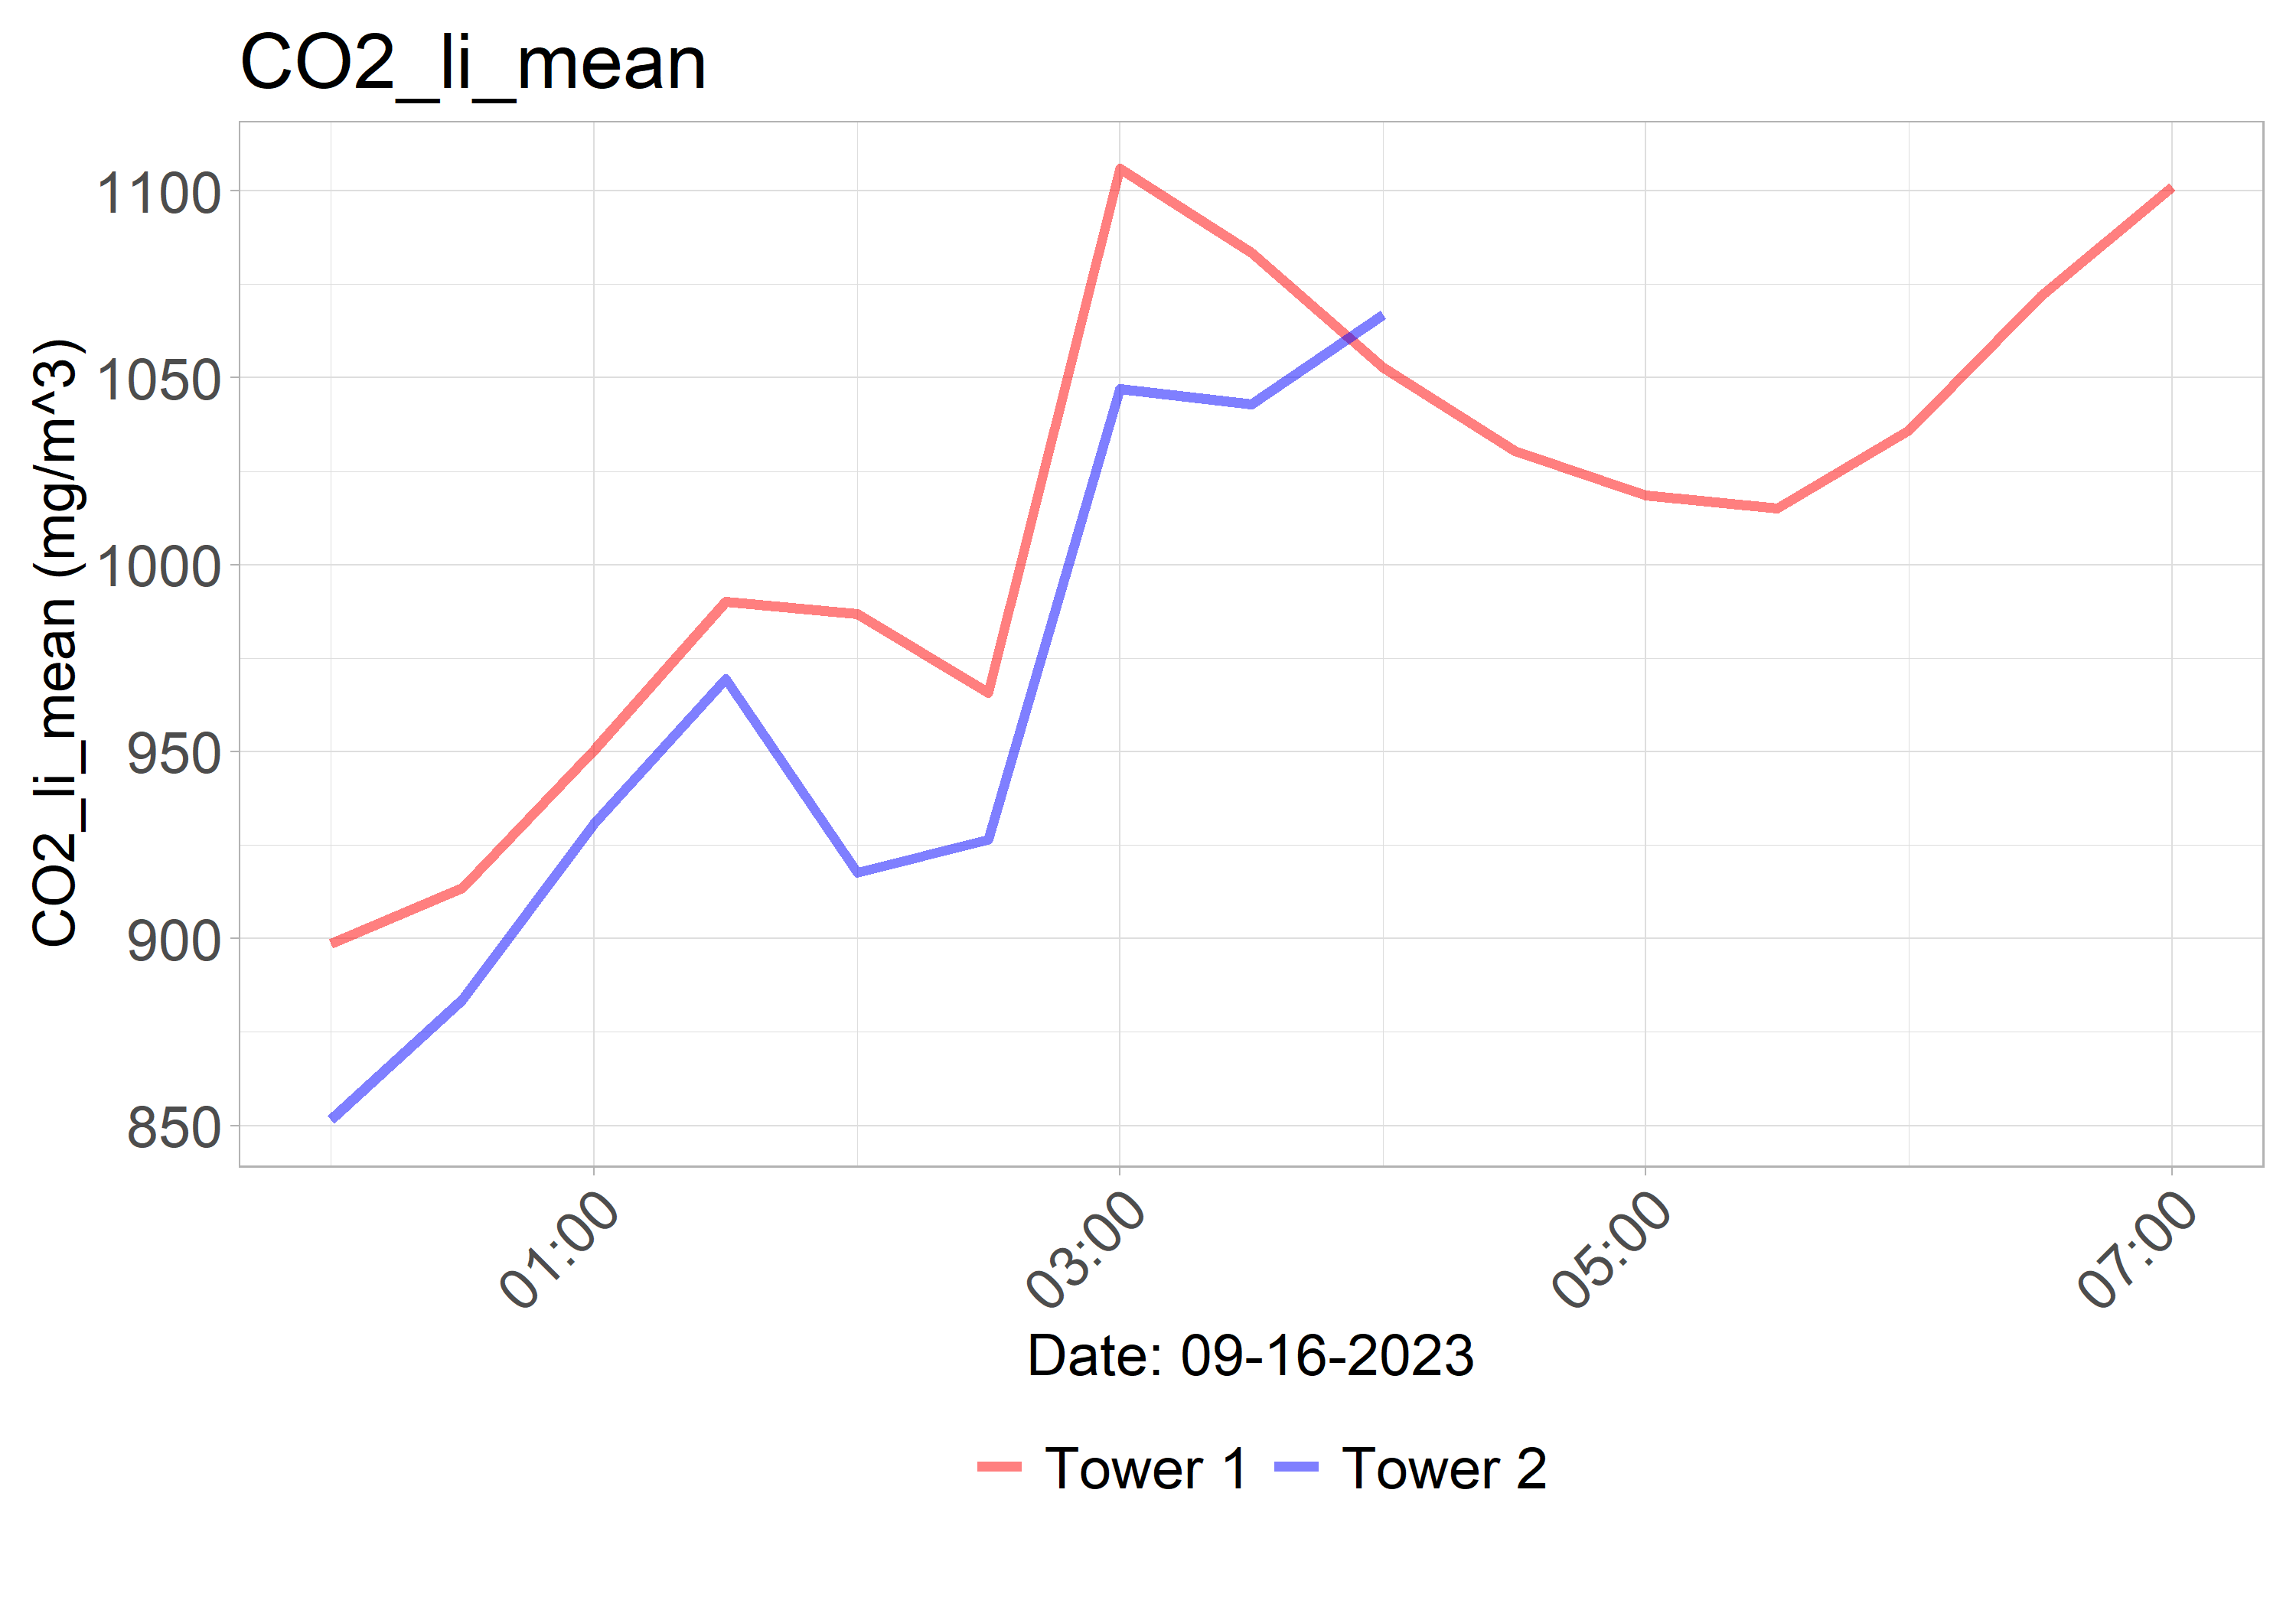 CO2_li_mean
CO2_li_mean (mg/m^3)
1100
1050
1000
950
900
850
01:00
03:00
05:00
07:00
Date: 09-16-2023
Tower 1
Tower 2